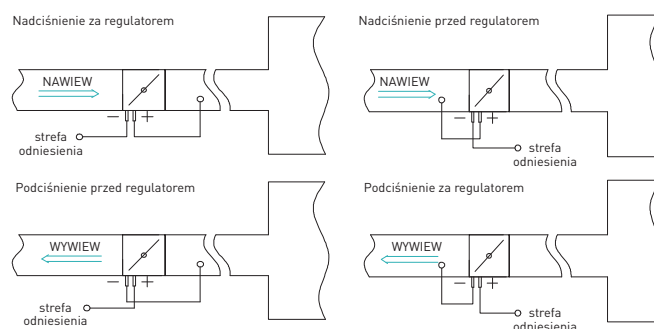 Nadciśnienie za regulatorem
NAWIEW
– +
strefa
odniesienia
Nadciśnienie przed regulatorem
NAWIEW
– +
strefa
odniesienia
Podciśnienie przed regulatorem
WYWIEW
– +
strefa
odniesienia
Podciśnienie za regulatorem
WYWIEW
– +
strefa
odniesienia